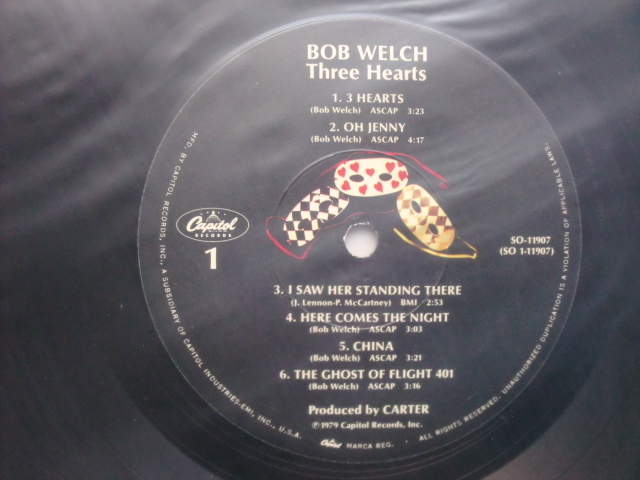 BOB WELCH
Three Hearts
1. 3 HEARTS
(Bob Welch) ASCAP 3:23
2. OH JENNY
(Bob Welch) ASCAP 4:17
Capitol
RECORDS
1
SO-11907
(SO 1-11907)
3. I SAW HER STANDING THERE
(J. Lennon-P. McCartney) BMI 2:53
4. HERE COMES THE NIGHT
(Bob Welch) ASCAP 3:03
5. CHINA
(Bob Welch) ASCAP 3:21
6. THE GHOST OF FLIGHT 401
(Bob Welch) ASCAP 3:16
Produced by CARTER
℗1979 Capitol Records, Inc.
MFD. BY CAPITOL RECORDS, INC., A SUBSIDIARY OF CAPITOL INDUSTRIES-EMI, INC., U.S.A. Capitol MARCA REG. · ALL RIGHTS RESERVED. UNAUTHORIZED DUPLICATION IS A VIOLATION OF APPLICABLE LAWS.